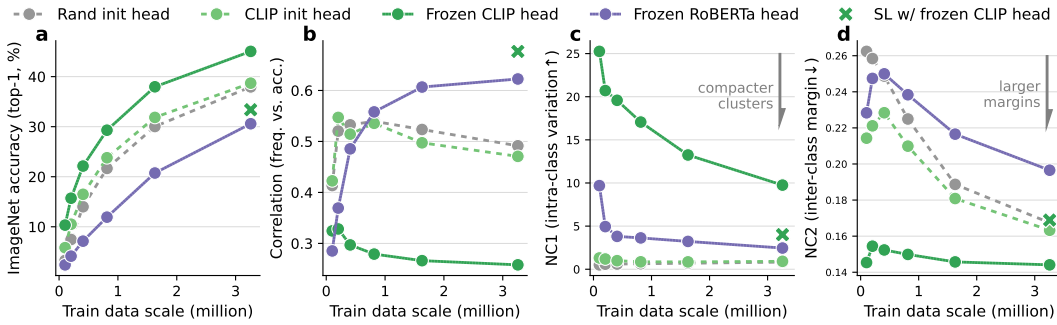 Rand init head
CLIP init head
Frozen CLIP head
Frozen RoBERTa head
SL w/ frozen CLIP head
a
ImageNet accuracy (top-1, %)
40
30
20
10
0
1
2
3
Train data scale (million)
b
Correlation (freq. vs. acc.)
0.6
0.5
0.4
0.3
0
1
2
3
Train data scale (million)
c
NC1 (intra-class variation↑)
25
20
15
10
5
0
compacter
clusters
0
1
2
3
Train data scale (million)
d
NC2 (inter-class margin↓)
0.26
0.24
0.22
0.20
0.18
0.16
0.14
larger
margins
0
1
2
3
Train data scale (million)